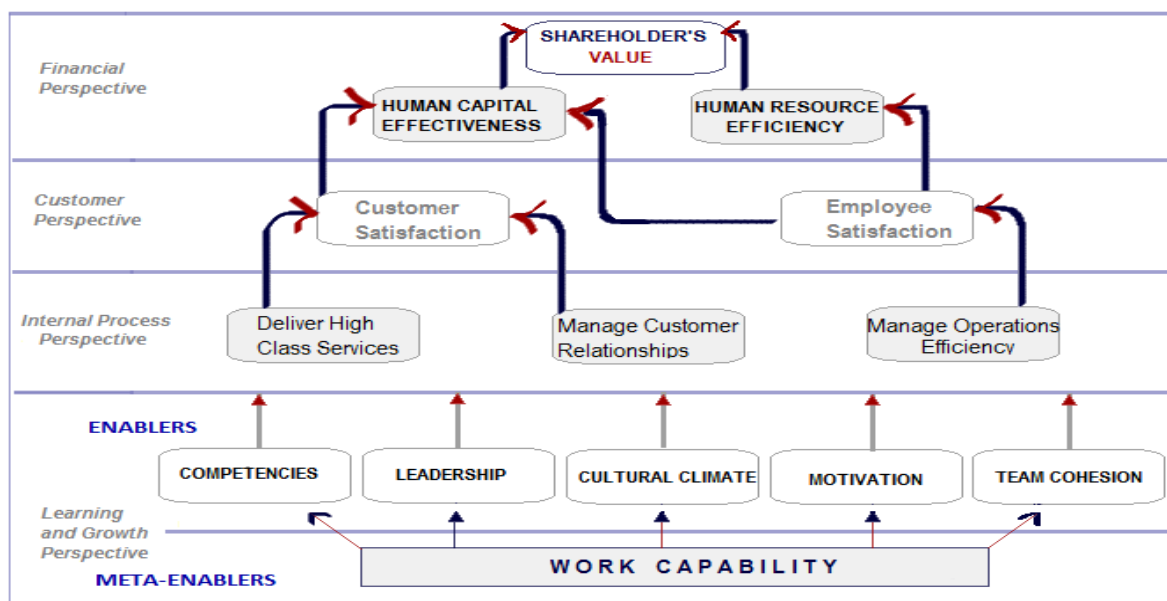 SHAREHOLDER'S
VALUE
Financial
Perspective
HUMAN CAPITAL
EFFECTIVENESS
HUMAN RESOURCE
EFFICIENCY
Customer
Perspective
Customer
Satisfaction
Employee
Satisfaction
Internal Process
Perspective
Deliver High
Class Services
Manage Customer
Relationships
Manage Operations
Efficiency
ENABLERS
COMPETENCIES
LEADERSHIP
CULTURAL CLIMATE
MOTIVATION
TEAM COHESION
Learning
and Growth
Perspective
META-ENABLERS
WORK CAPABILITY